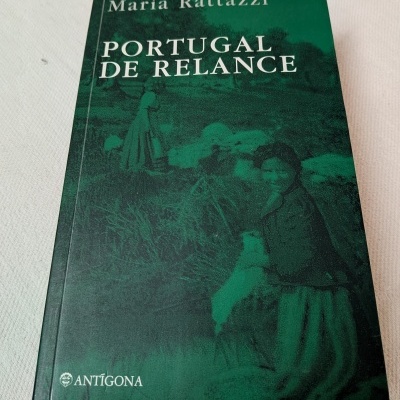 Maria Rattazzi
PORTUGAL
DE RELANCE
ANTÍGONA